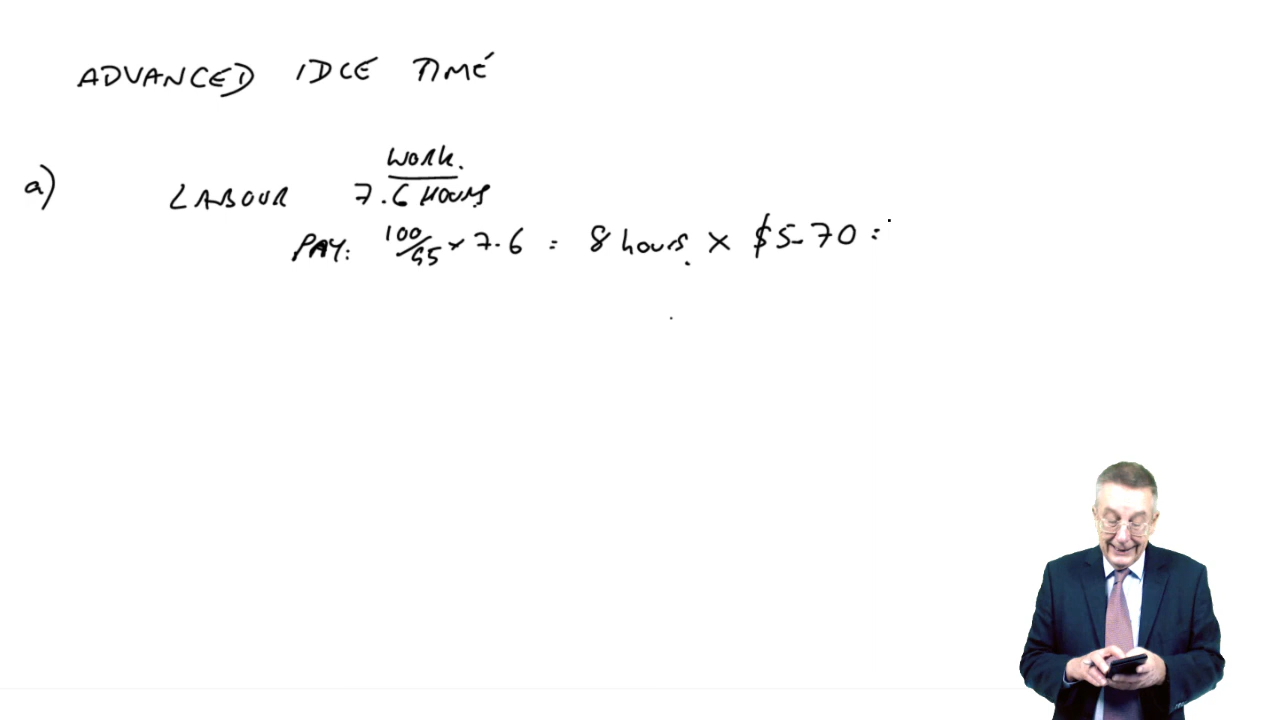 ADVANCED IDLE TIME
a)
WORK.
LABOUR 7.6 HOURS
PAY: 100/95 × 7.6 = 8 hours × $5-70 =